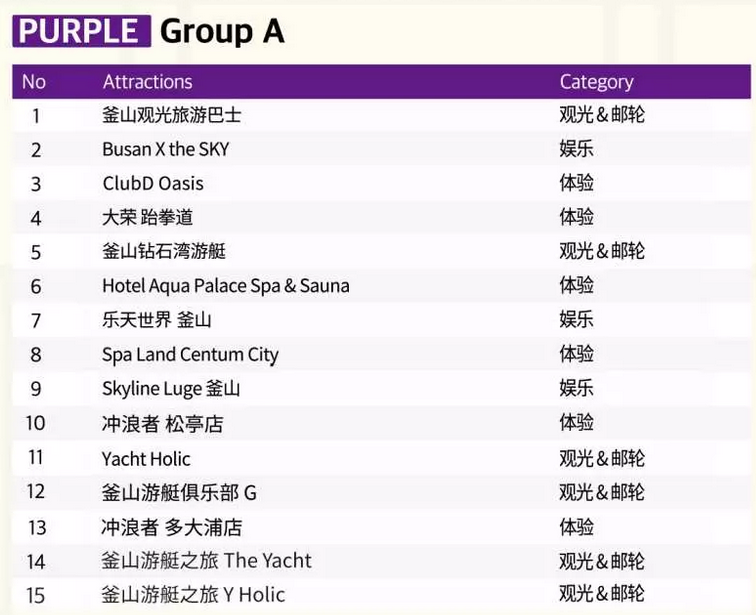 PURPLE Group A
No Attractions Category
1 釜山观光旅游巴士 观光&邮轮
2 Busan X the SKY 娱乐
3 ClubD Oasis 体验
4 大荣 跆拳道 体验
5 釜山钻石湾游艇 观光&邮轮
6 Hotel Aqua Palace Spa & Sauna 体验
7 乐天世界 釜山 娱乐
8 Spa Land Centum City 体验
9 Skyline Luge 釜山 娱乐
10 冲浪者 松亭店 体验
11 Yacht Holic 观光&邮轮
12 釜山游艇俱乐部 G 观光&邮轮
13 冲浪者 多大浦店 体验
14 釜山游艇之旅 The Yacht 观光&邮轮
15 釜山游艇之旅 Y Holic 观光&邮轮